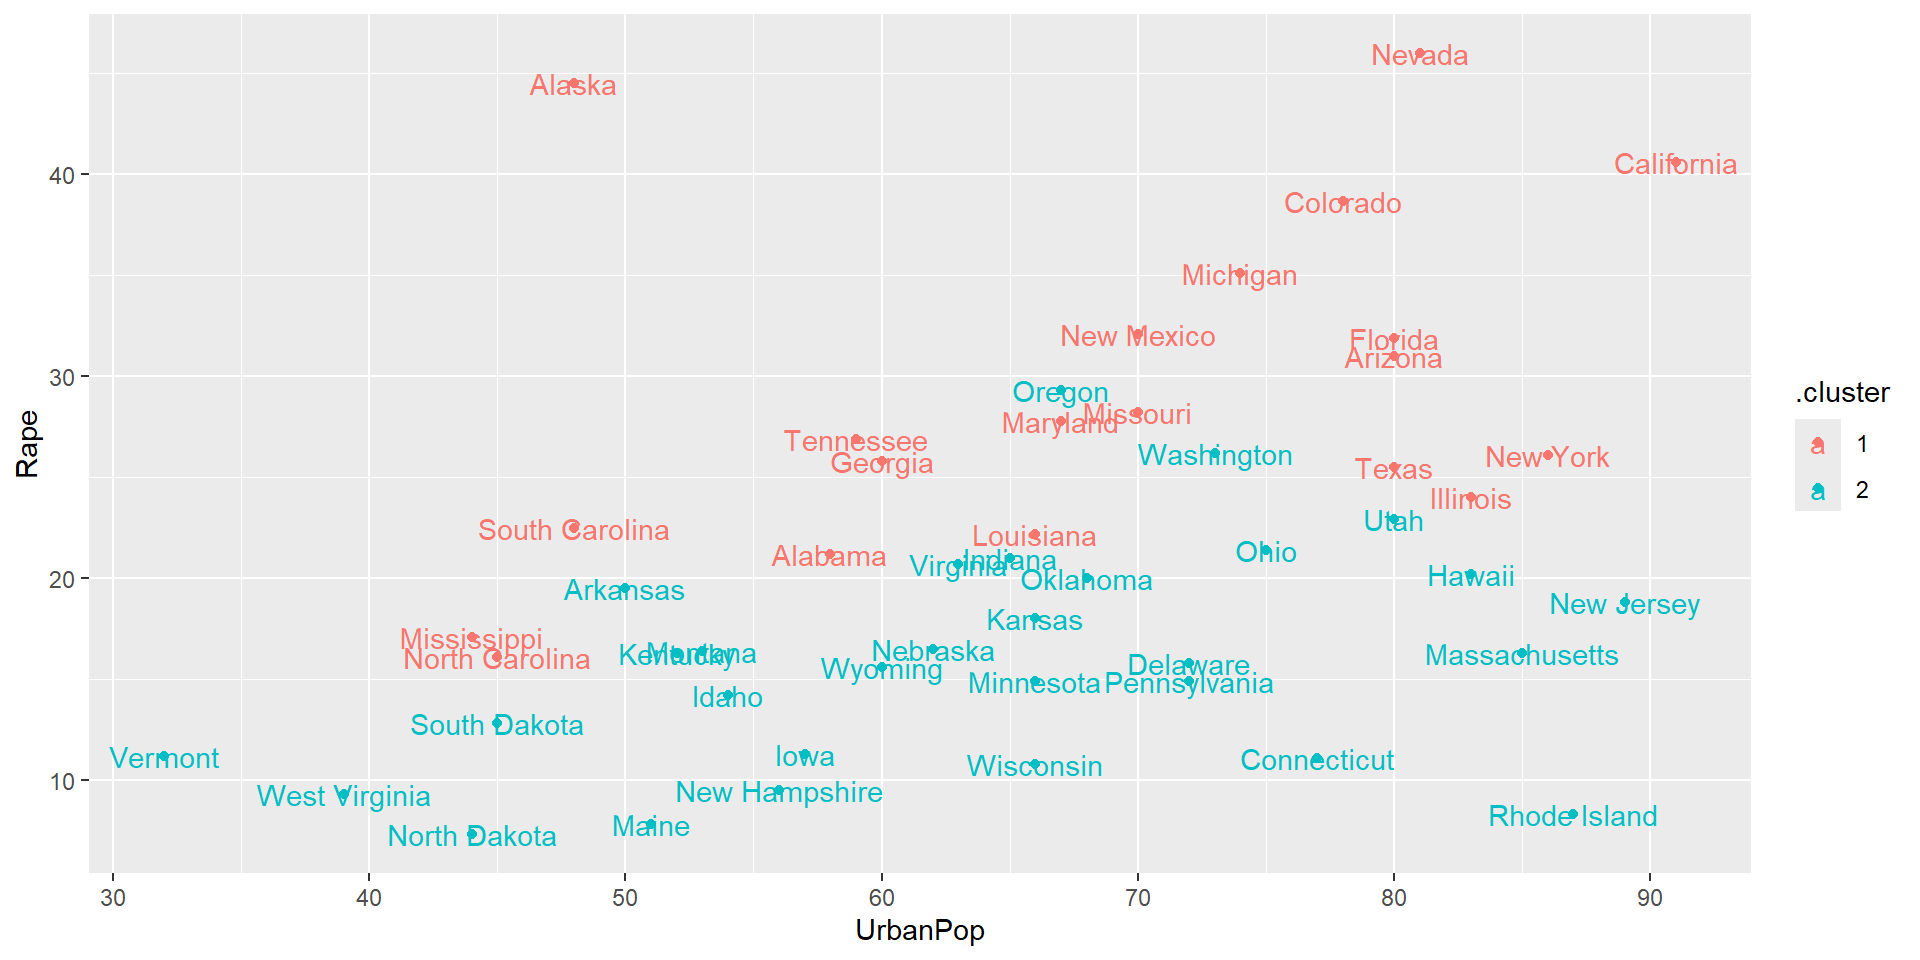 Nevada
Alaska
California
Colorado
Michigan
New Mexico
Florida
Arizona
Oregon
Missouri
Maryland
Tennessee
Washington
New York
Georgia
Texas
Illinois
Utah
South Carolina
Louisiana
Ohio
Alabama
Indiana
Virginia
Hawaii
Oklahoma
Arkansas
New Jersey
Kansas
Mississippi
Nebraska
Montana
Kentucky
Massachusetts
North Carolina
Delaware
Wyoming
Minnesota
Pennsylvania
Idaho
South Dakota
Iowa
Vermont
Connecticut
Wisconsin
New Hampshire
West Virginia
Rhode Island
Maine
North Dakota
40
30
20
10
Rape
30 40 50 60 70 80 90
UrbanPop
.cluster
a 1
a 2